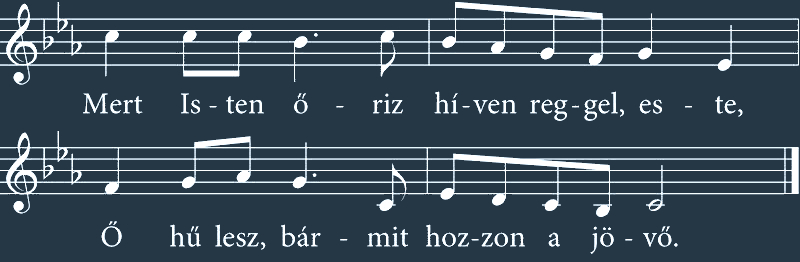 Mert Is - ten ő - riz hí-ven reg-gel, es - te,
Ő hű lesz, bár - mit hoz-zon a jö - vő.